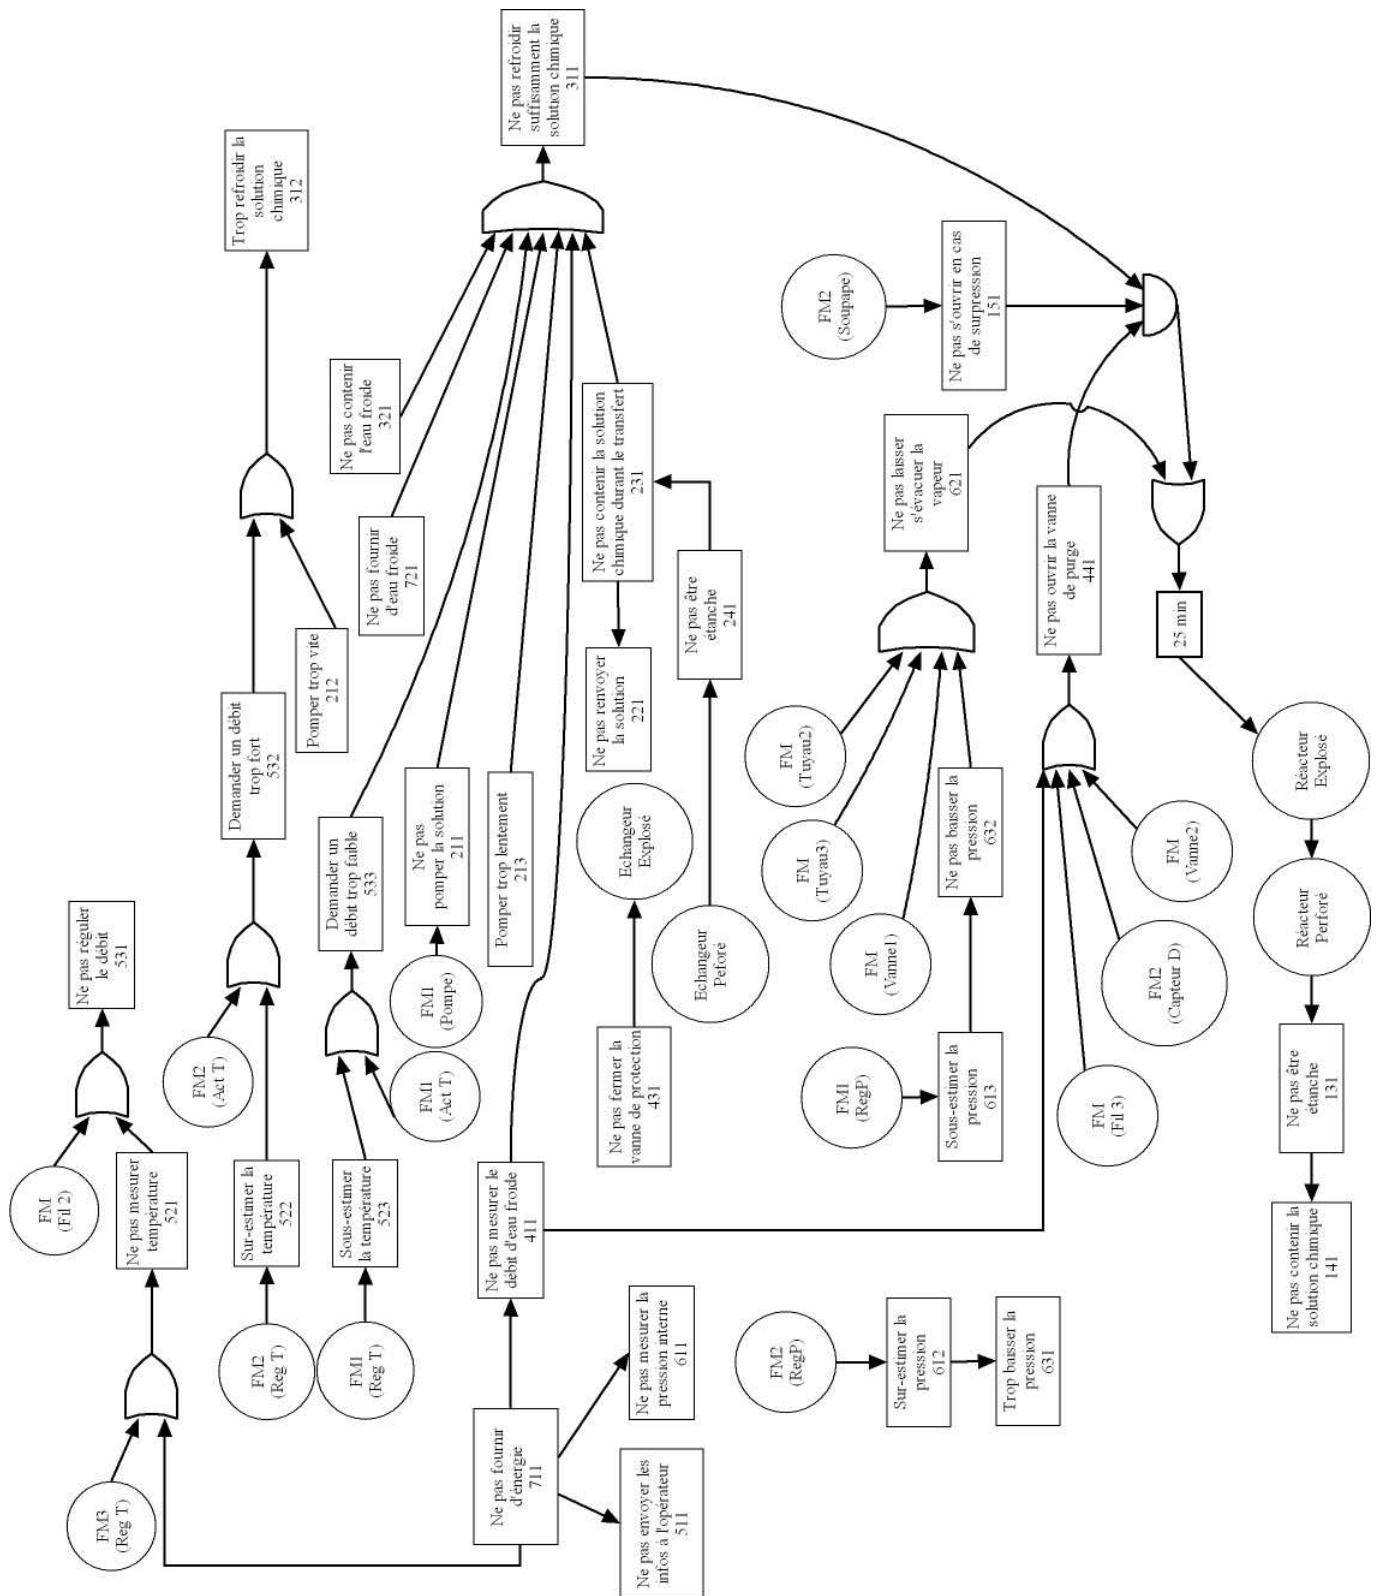 FM3
(Reg T)
FM
(Fil 2)
Ne pas mesurer
température
521
Ne pas réguler
le débit
531
FM2
(Reg T)
Sur-estimer la
température
522
FM2
(Act T)
Demander un débit
trop fort
532
Pomper trop vite
212
Trop refroidir la
solution
chimique
312
FM1
(Reg T)
Sous-estimer
la température
523
FM1
(Act T)
Demander un
débit trop faible
533
FM1
(Pompe)
Ne pas
pomper la solution
211
Pomper trop lentement
213
Ne pas fournir
d'eau froide
721
Ne pas contenir
l'eau froide
321
Ne pas refroidir
suffisamment la
solution chimique
311
Ne pas fournir
d'énergie
711
Ne pas mesurer le
débit d'eau froide
411
Ne pas envoyer les
infos à l'opérateur
511
Ne pas mesurer la
pression interne
611
Ne pas fermer la
vanne de protection
431
Echangeur
Explosé
Ne pas renvoyer
la solution
221
Ne pas contenir la solution
chimique durant le transfert
231
Echangeur
Peforé
Ne pas être
étanche
241
FM2
(RegP)
Sur-estimer la
pression
612
Trop baisser la
pression
631
FM1
(RegP)
Sous-estimer la
pression
613
Ne pas baisser la
pression
632
FM
(Vanne1)
FM
(Tuyau3)
FM
(Tuyau2)
Ne pas laisser
s'évacuer la
vapeur
621
FM2
(Soupape)
Ne pas s'ouvrir en cas
de surpression
151
FM
(Fil 3)
FM2
(Capteur D)
FM
(Vanne2)
Ne pas ouvrir la vanne
de purge
441
25 min
Réacteur
Explosé
Réacteur
Perforé
Ne pas être
étanche
131
Ne pas contenir la
solution chimique
141